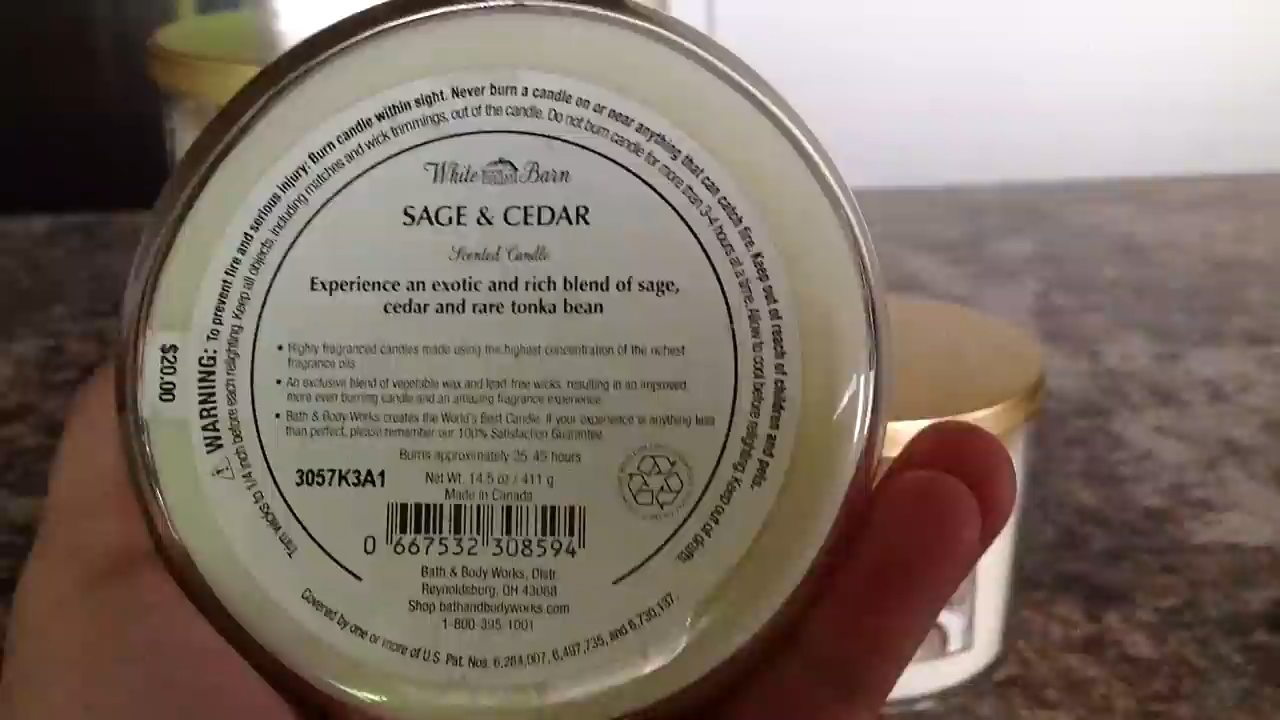 White Barn
SAGE & CEDAR
Scented Candle
Experience an exotic and rich blend of sage,
cedar and rare tonka bean
• Highly fragranced candles made using the highest concentration of the richest
fragrance oils
• An exclusive blend of vegetable wax and lead free wicks, resulting in an improved,
more even burning candle and an amazing fragrance experience.
• Bath & Body Works creates the World's Best Candle. If your experience is anything less
than perfect, please remember our 100% Satisfaction Guarantee.
Burns approximately 25 45 hours
3057K3A1
Net Wt. 14.5 oz / 411 g
Made in Canada
0 667532 308594
Bath & Body Works, Distr.
Reynoldsburg, OH 43068
Shop bathandbodyworks.com
1-800-395-1001
$20.00
WARNING: To prevent fire and serious injury: Burn candle within sight. Never burn a candle on or near anything that can catch fire. Keep out of reach of children and pets.
Trim wicks to 1/4 inch before each relighting. Keep all objects, including matches and wick trimmings, out of the candle. Do not burn candle for more than 3-4 hours at a time. Allow to cool before relighting. Keep out of drafts.
Covered by one or more of U.S. Pat. Nos. 6,284,007, 6,497,735, and 6,730,137.